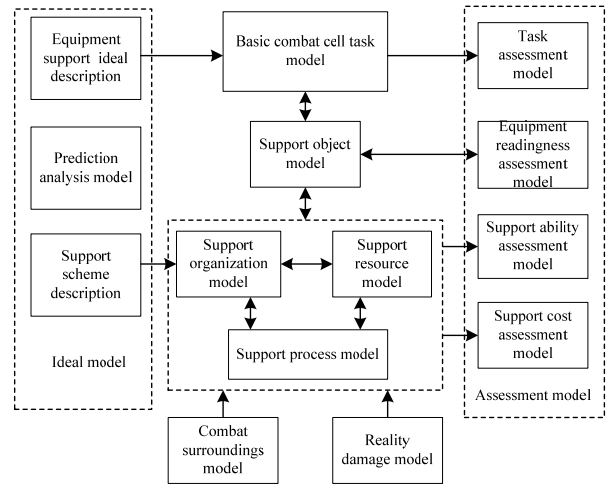 Equipment
support ideal
description
Prediction
analysis model
Support
scheme
description
Ideal model
Basic combat cell task
model
Support object
model
Support
organization
model
Support
resource
model
Support process model
Combat
surroundings
model
Reality
damage model
Task
assessment
model
Equipment
readingness
assessment
model
Support ability
assessment
model
Support cost
assessment
model
Assessment model